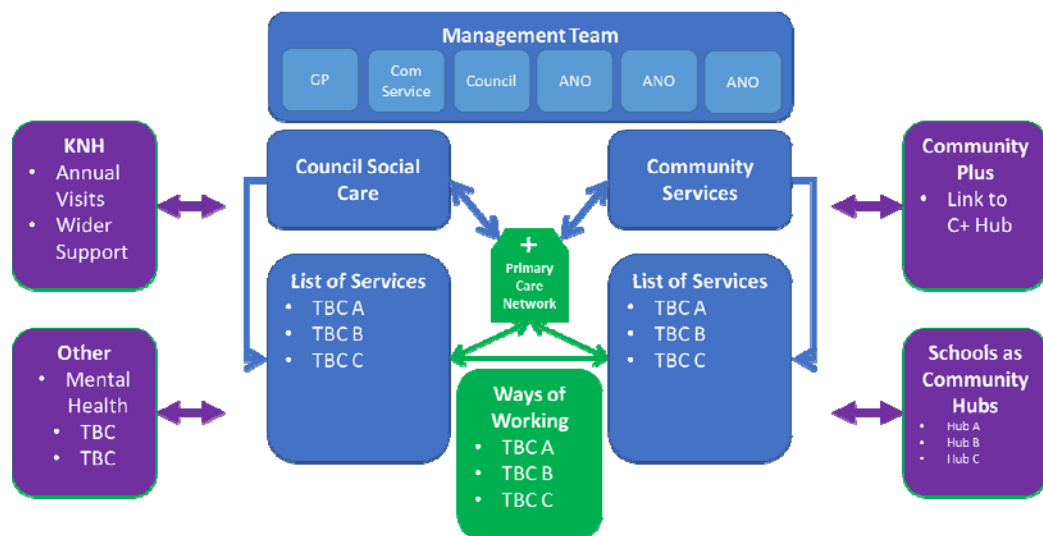 Management Team
GP
Com
Service
Council
ANO
ANO
ANO
KNH
• Annual
Visits
• Wider
Support
Council Social
Care
Community
Services
Community
Plus
• Link to
C+ Hub
+
Primary
Care
Network
List of Services
• TBC A
• TBC B
• TBC C
List of Services
• TBC A
• TBC B
• TBC C
Other
• Mental
Health
• TBC
• TBC
Ways of
Working
• TBC A
• TBC B
• TBC C
Schools as
Community
Hubs
• Hub A
• Hub B
• Hub C